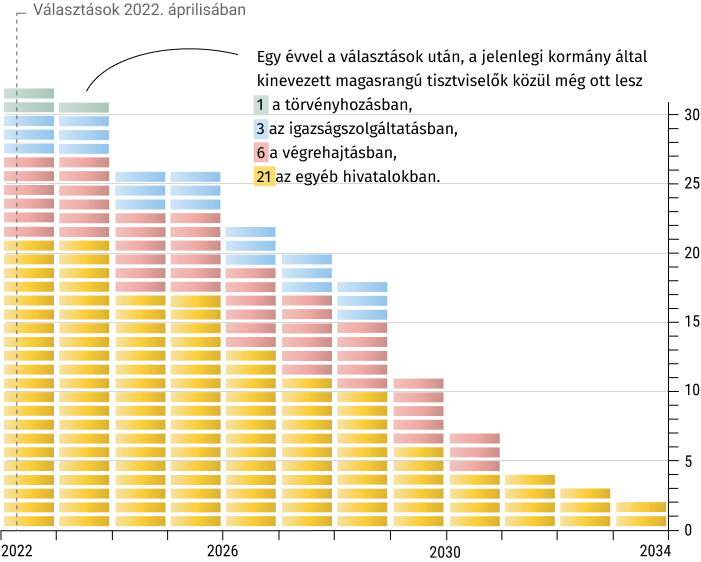 Választások 2022. áprilisában
Egy évvel a választások után, a jelenlegi kormány által
kinevezett magasrangú tisztviselők közül még ott lesz
1 a törvényhozásban,
3 az igazságszolgáltatásban,
6 a végrehajtásban,
21 az egyéb hivatalokban.
30
25
20
15
10
5
0
2022 2026 2030 2034